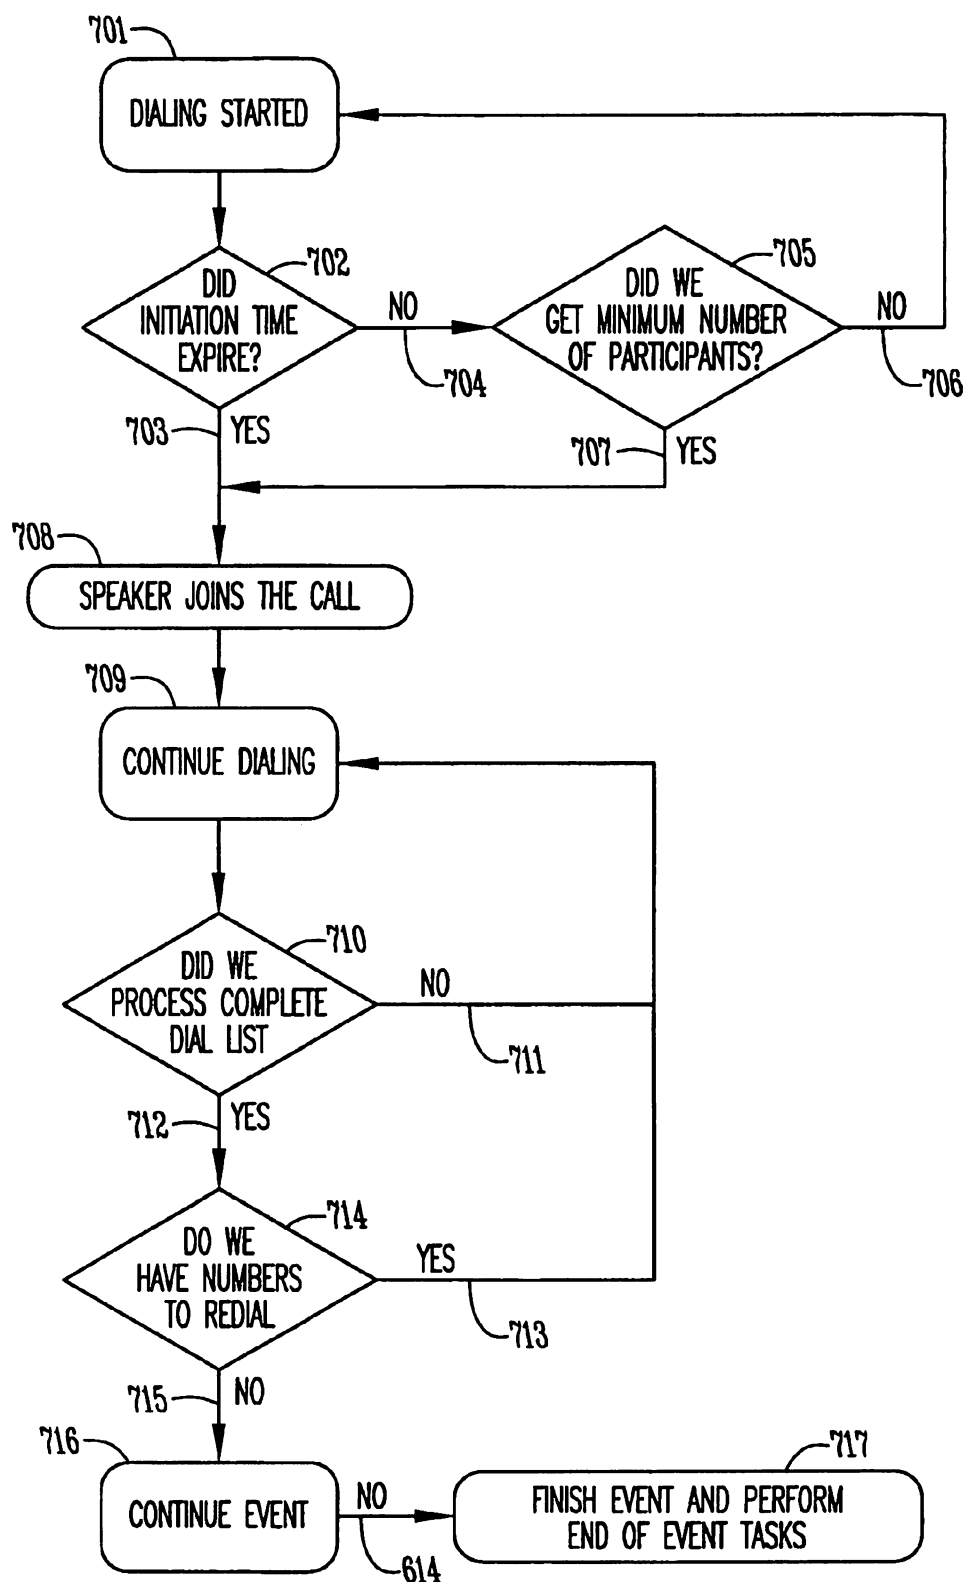 701
DIALING STARTED
702
DID
INITIATION TIME
EXPIRE?
NO
704
705
DID WE
GET MINIMUM NUMBER
OF PARTICIPANTS?
NO
706
703
YES
707
YES
708
SPEAKER JOINS THE CALL
709
CONTINUE DIALING
710
DID WE
PROCESS COMPLETE
DIAL LIST
NO
711
712
YES
714
DO WE
HAVE NUMBERS
TO REDIAL
YES
713
715
NO
716
CONTINUE EVENT
NO
614
717
FINISH EVENT AND PERFORM
END OF EVENT TASKS